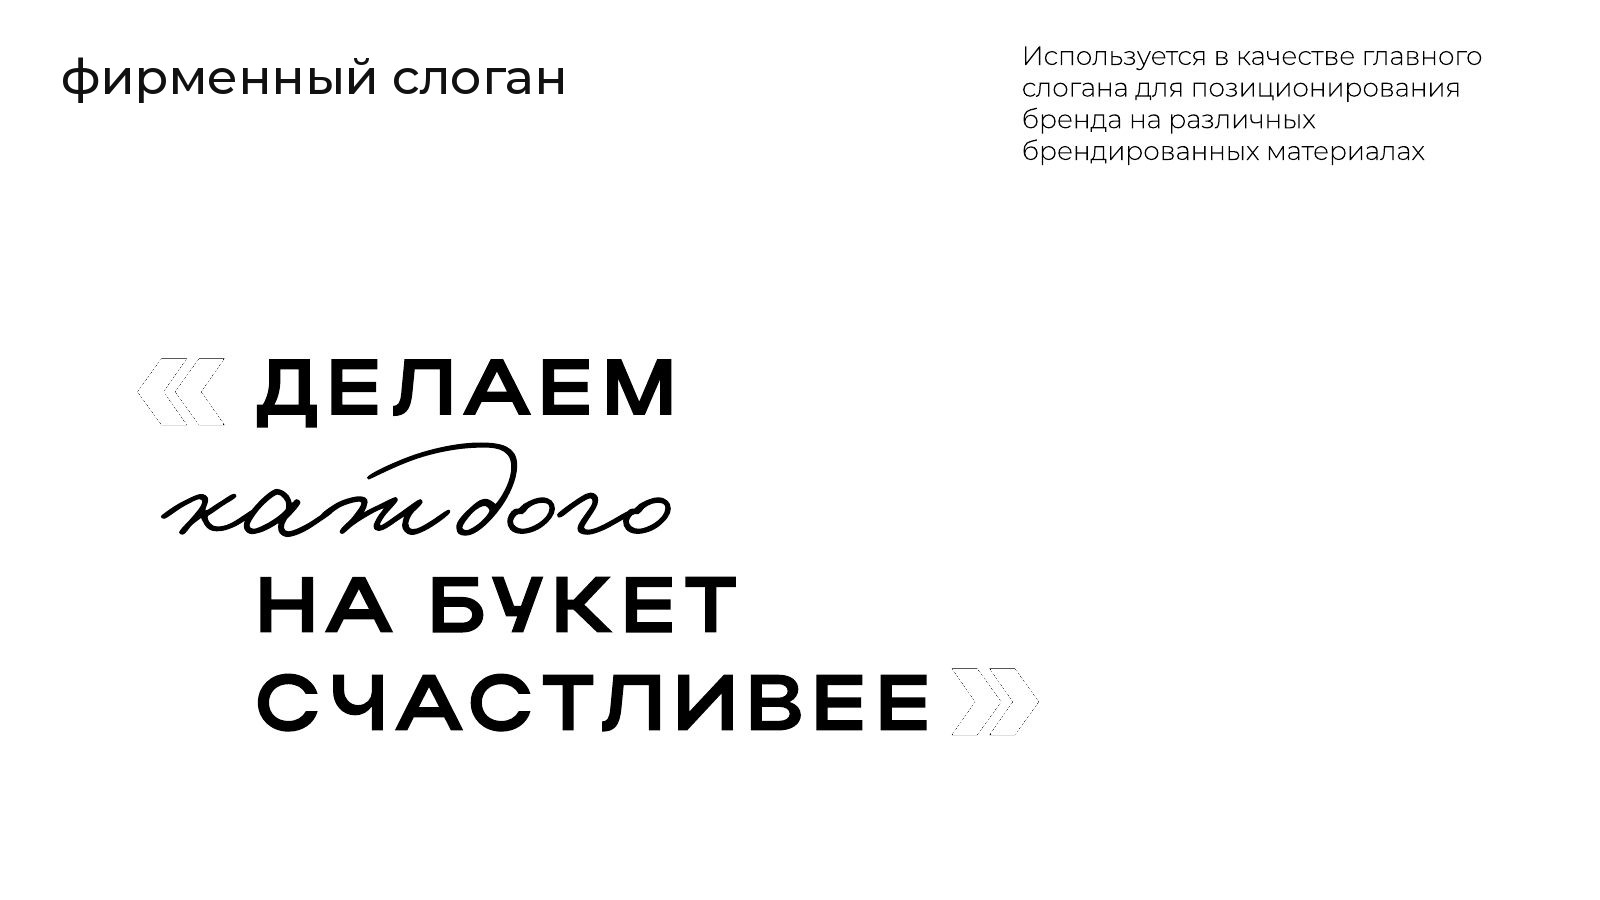 фирменный слоган
Используется в качестве главного
слогана для позиционирования
бренда на различных
брендированных материалах
«ДЕЛАЕМ
каждого
НА БУКЕТ
СЧАСТЛИВЕЕ»